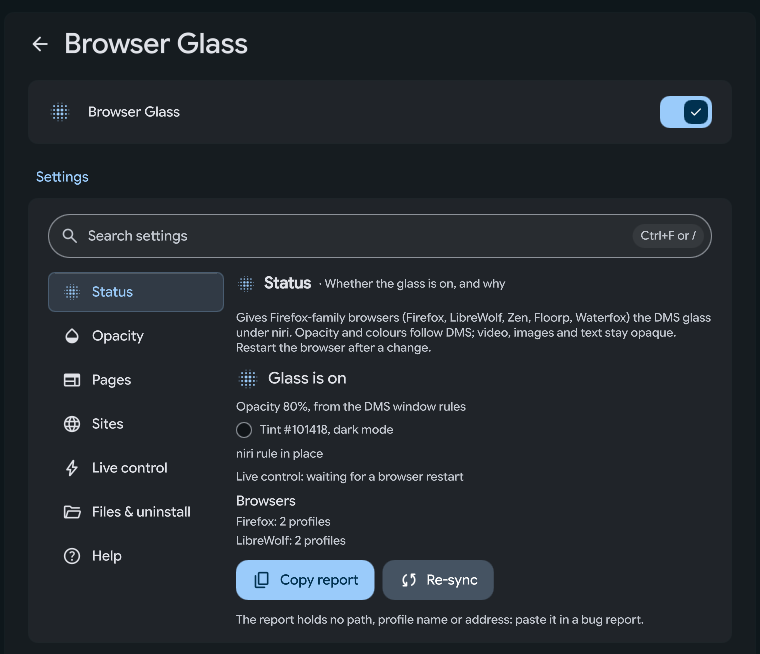 Browser Glass
Browser Glass
Settings
Search settings
Ctrl+F or /
Status
Opacity
Pages
Sites
Live control
Files & uninstall
Help
Status · Whether the glass is on, and why
Gives Firefox-family browsers (Firefox, LibreWolf, Zen, Floorp, Waterfox) the DMS glass
under niri. Opacity and colours follow DMS; video, images and text stay opaque.
Restart the browser after a change.
Glass is on
Opacity 80%, from the DMS window rules
Tint #101418, dark mode
niri rule in place
Live control: waiting for a browser restart
Browsers
Firefox: 2 profiles
LibreWolf: 2 profiles
Copy report
Re-sync
The report holds no path, profile name or address: paste it in a bug report.